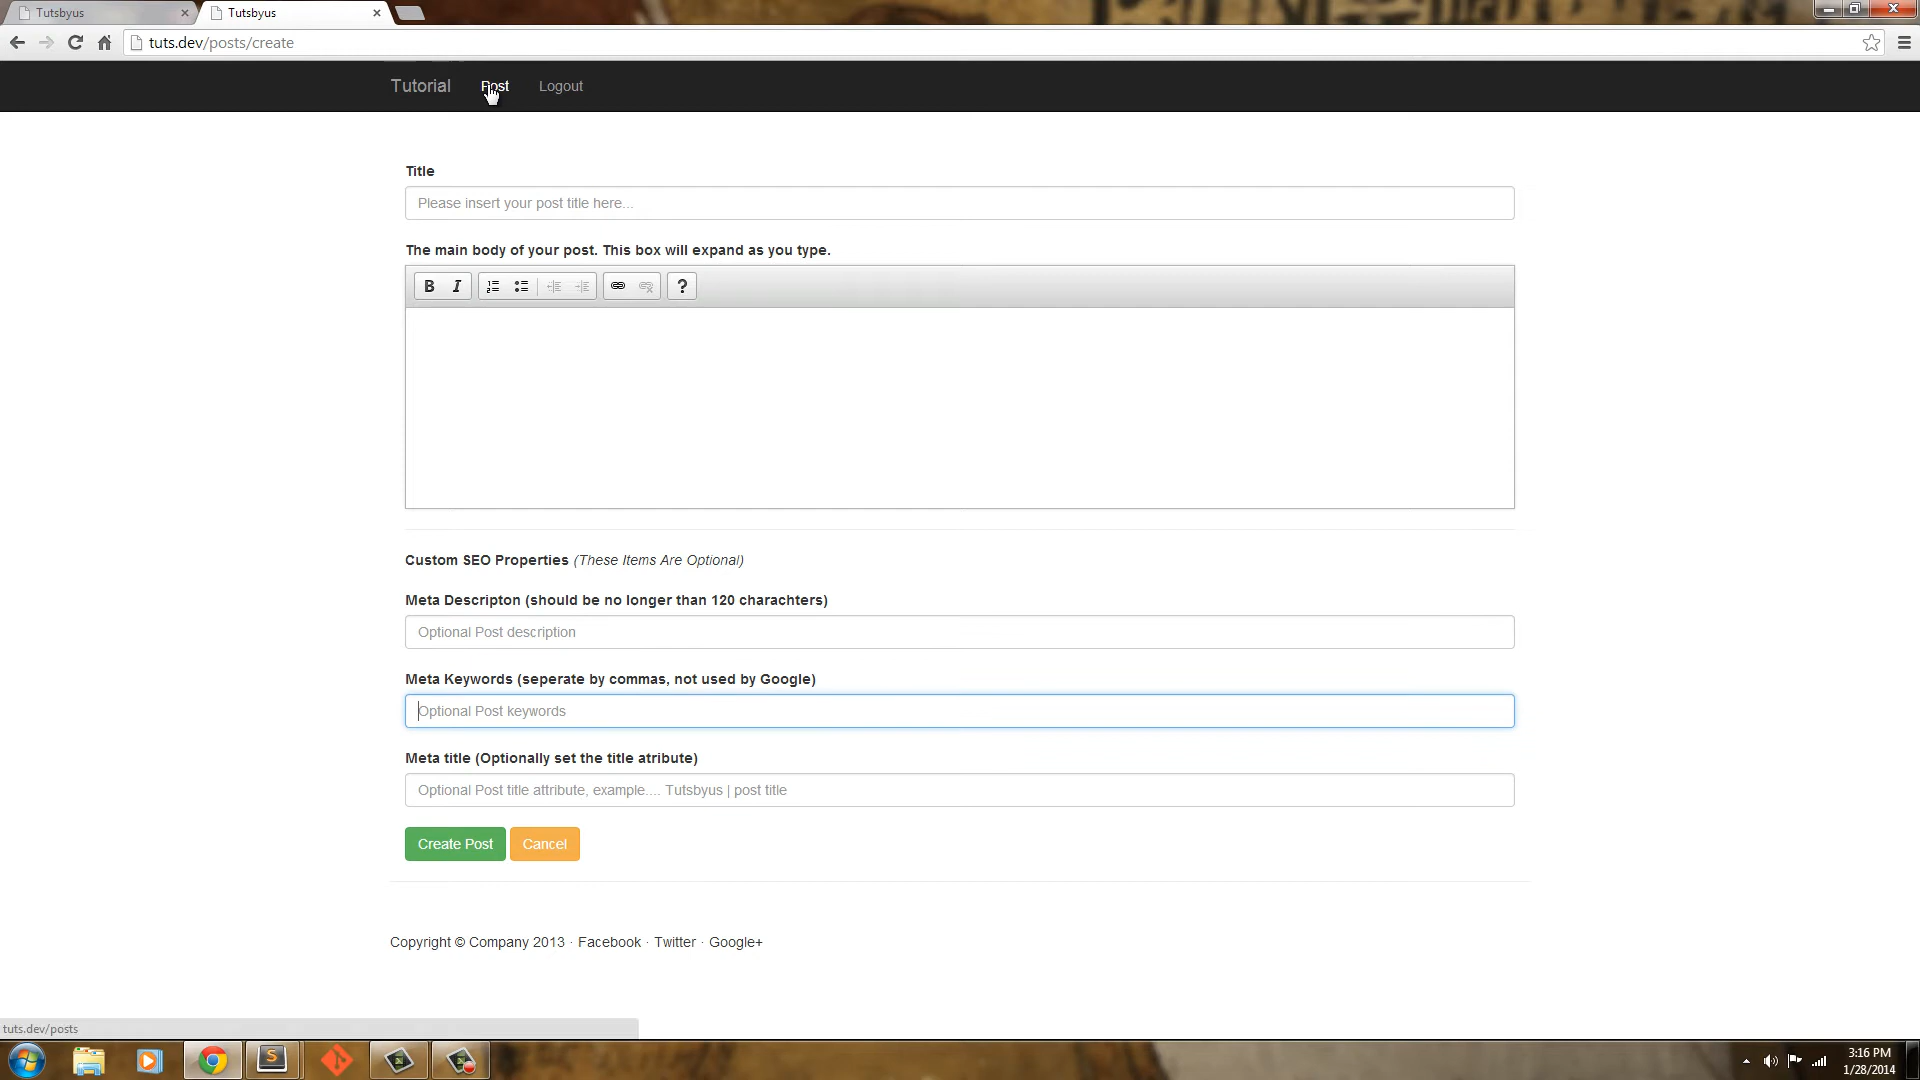 Tutsbyus
Tutsbyus
tuts.dev/posts/create
Tutorial Post Logout
Title
Please insert your post title here...
The main body of your post. This box will expand as you type.
B I ?
Custom SEO Properties (These Items Are Optional)
Meta Descripton (should be no longer than 120 charachters)
Optional Post description
Meta Keywords (seperate by commas, not used by Google)
Optional Post keywords
Meta title (Optionally set the title atribute)
Optional Post title attribute, example.... Tutsbyus | post title
Create Post Cancel
Copyright © Company 2013 · Facebook · Twitter · Google+
tuts.dev/posts
3:16 PM
1/28/2014